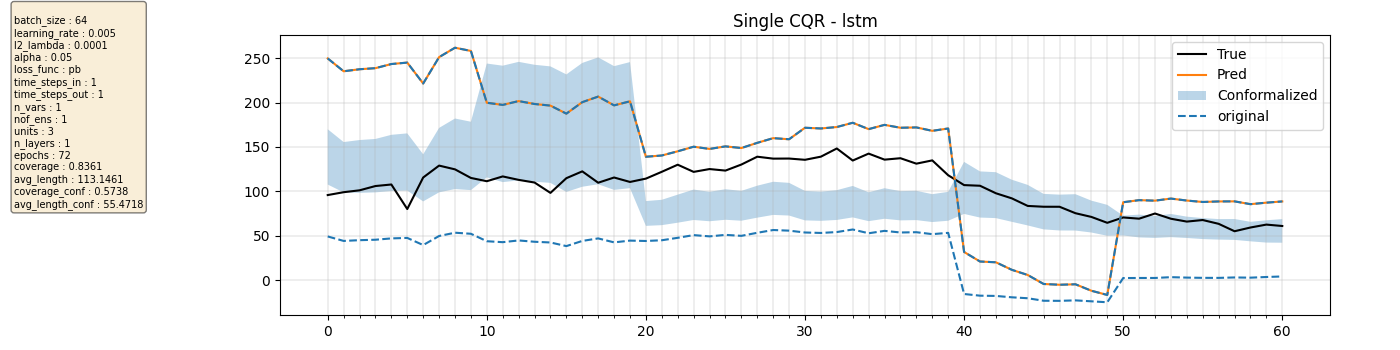 batch_size : 64
learning_rate : 0.005
l2_lambda : 0.0001
alpha : 0.05
loss_func : pb
time_steps_in : 1
time_steps_out : 1
n_vars : 1
nof_ens : 1
units : 3
n_layers : 1
epochs : 72
coverage : 0.8361
avg_length : 113.1461
coverage_conf : 0.5738
avg_length_conf : 55.4718
Single CQR - lstm
250
200
150
100
50
0
0 10 20 30 40 50 60
True
Pred
Conformalized
original